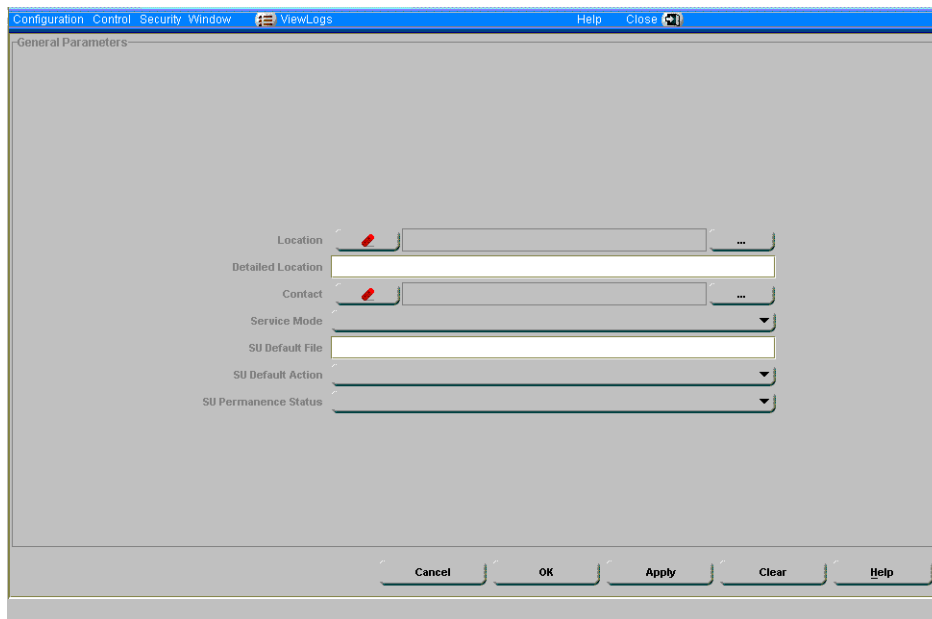 Configuration Control Security Window ViewLogs Help Close
General Parameters
Location ...
Detailed Location
Contact ...
Service Mode
SU Default File
SU Default Action
SU Permanence Status
Cancel OK Apply Clear Help